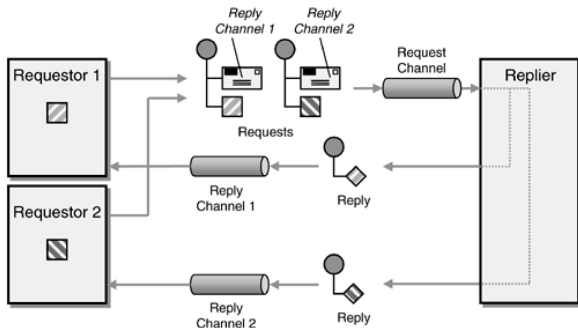 Reply
Channel 1
Reply
Channel 2
Request
Channel
Requestor 1
Replier
Requests
Reply
Channel 1
Reply
Requestor 2
Reply
Channel 2
Reply